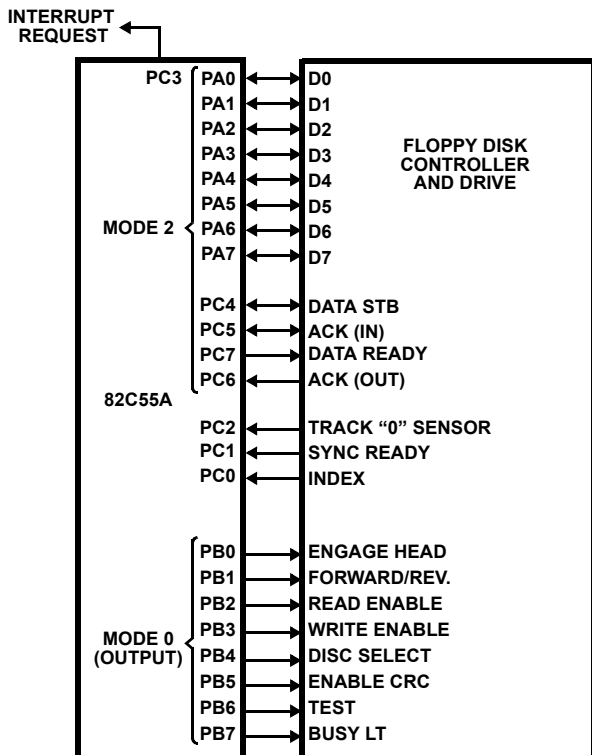 INTERRUPT
REQUEST
PC3 PA0 D0
PA1 D1
PA2 D2
PA3 D3
PA4 D4
PA5 D5
PA6 D6
PA7 D7
MODE 2
FLOPPY DISK
CONTROLLER
AND DRIVE
PC4 DATA STB
PC5 ACK (IN)
PC7 DATA READY
PC6 ACK (OUT)
82C55A
PC2 TRACK “0” SENSOR
PC1 SYNC READY
PC0 INDEX
PB0 ENGAGE HEAD
PB1 FORWARD/REV.
PB2 READ ENABLE
PB3 WRITE ENABLE
PB4 DISC SELECT
PB5 ENABLE CRC
PB6 TEST
PB7 BUSY LT
MODE 0
(OUTPUT)